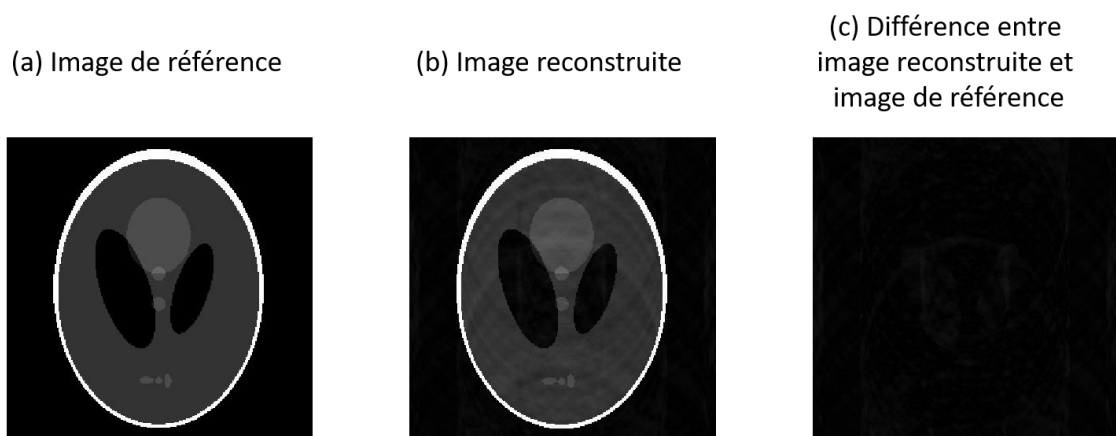 (a) Image de référence
(b) Image reconstruite
(c) Différence entre
image reconstruite et
image de référence